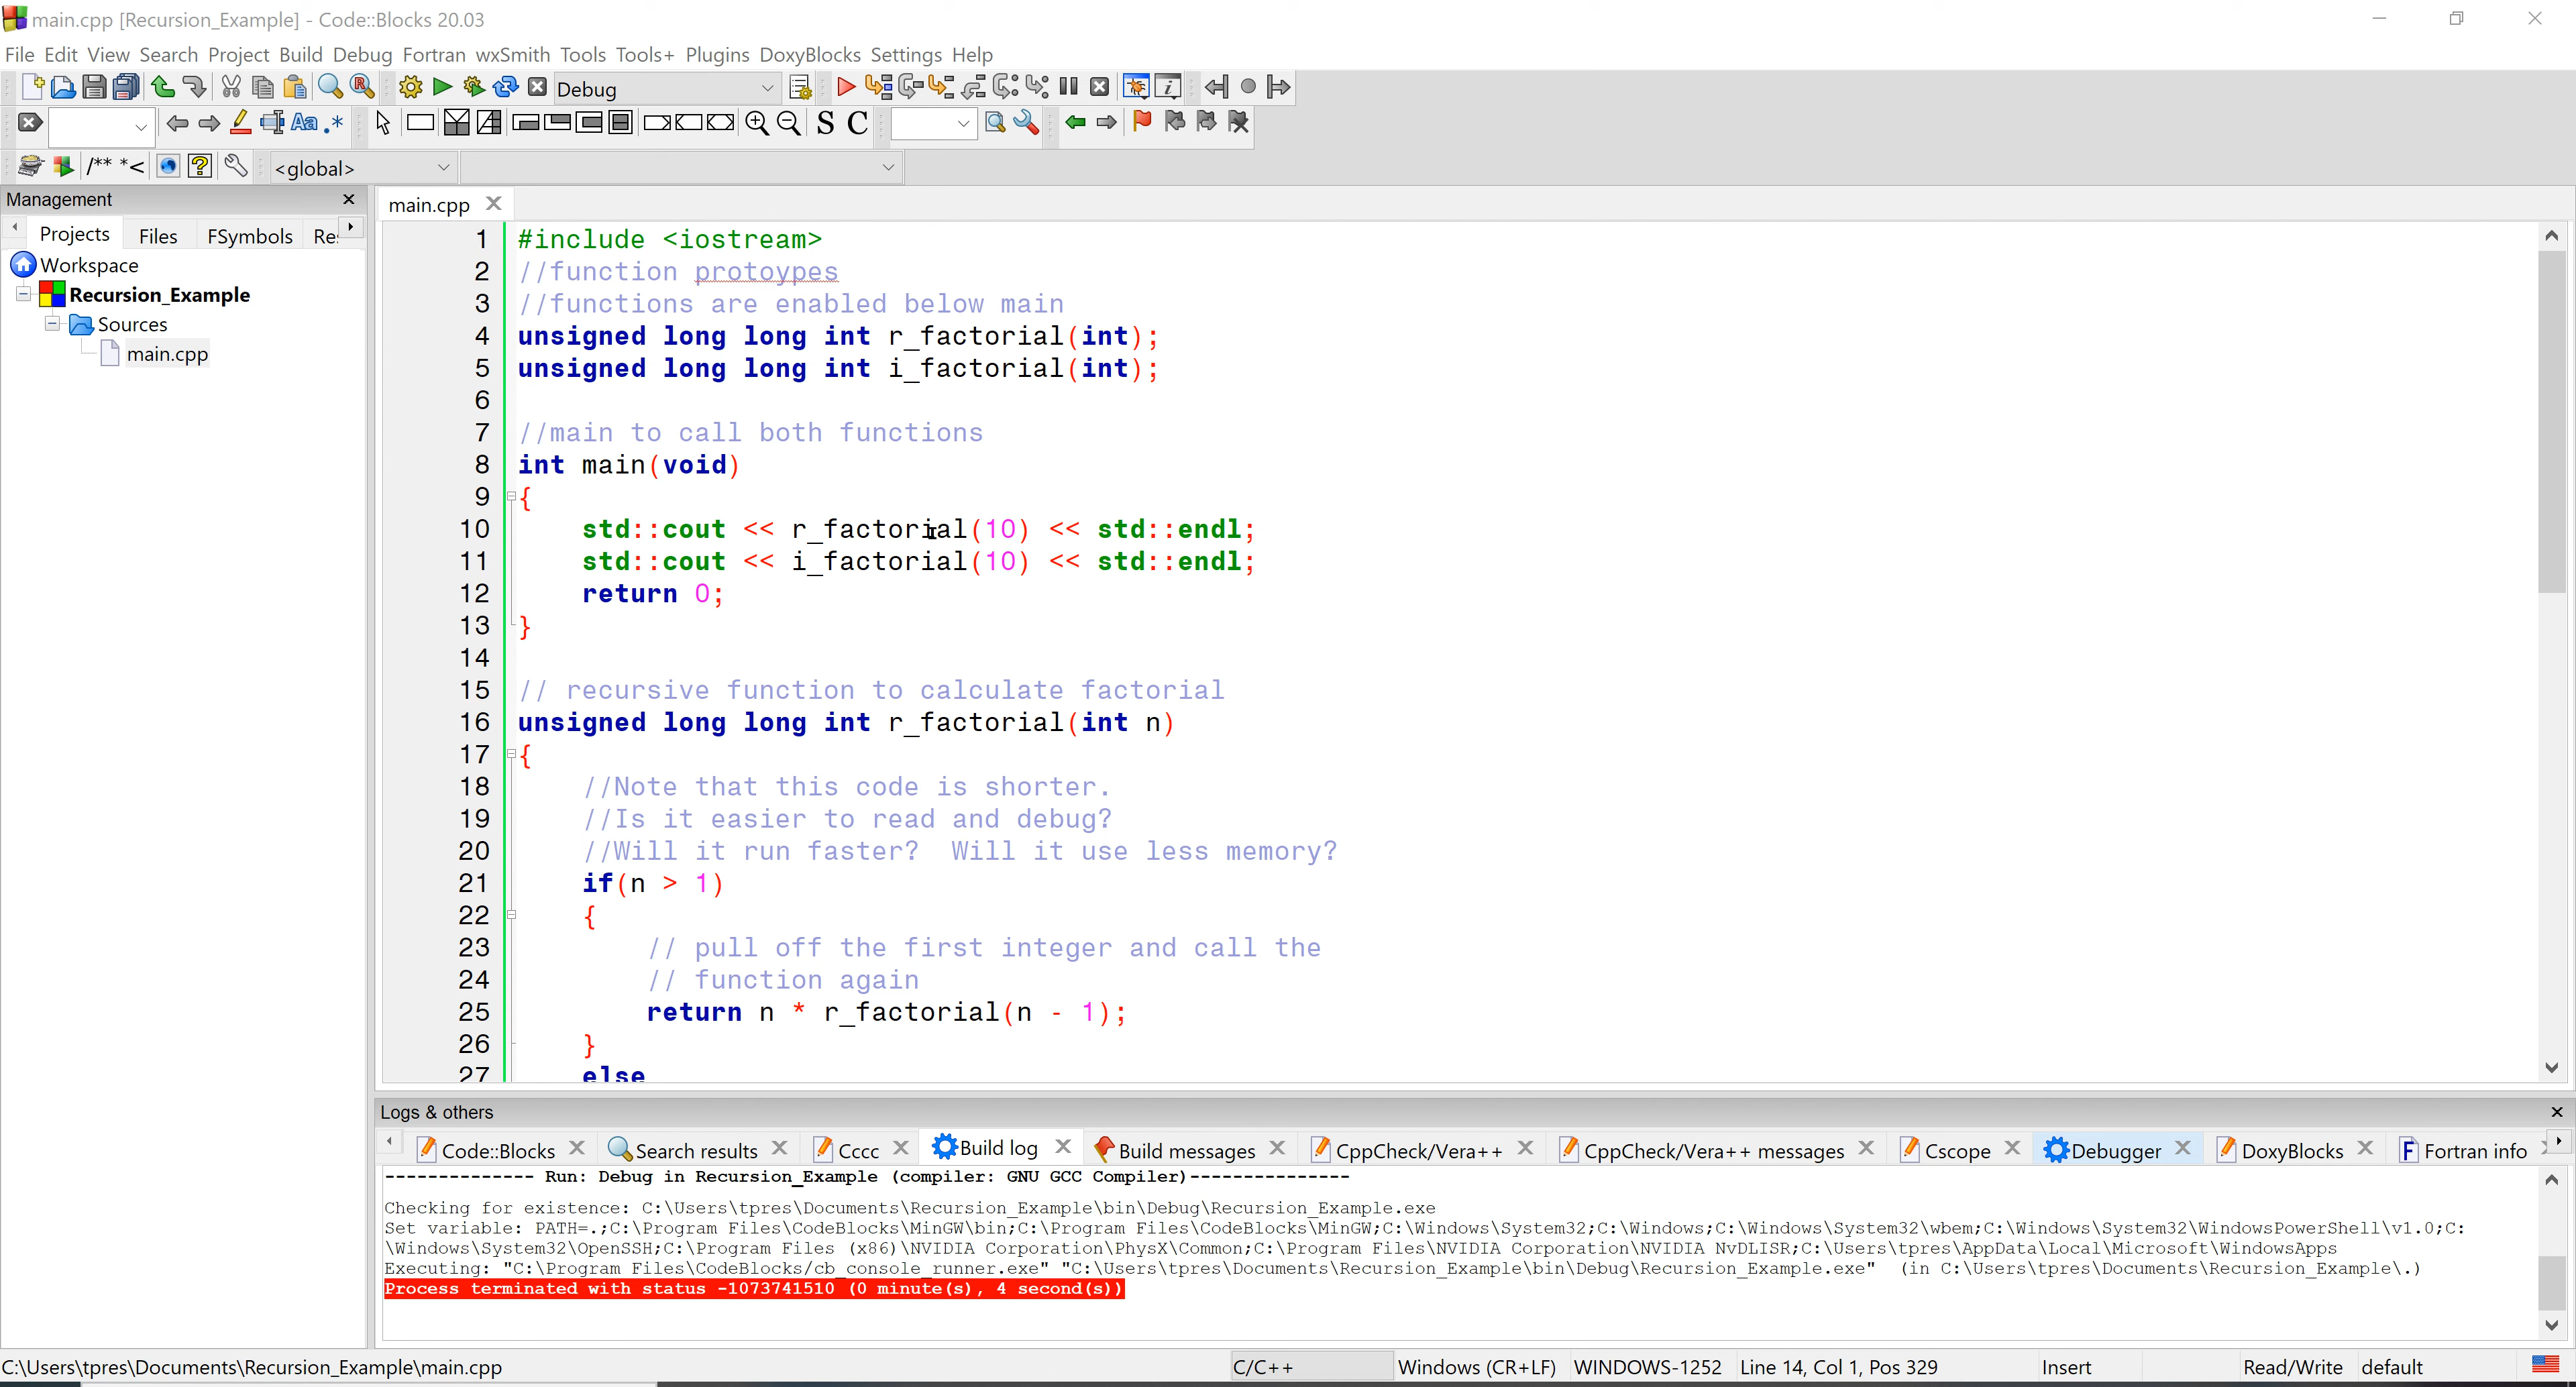 main.cpp [Recursion_Example] - Code::Blocks 20.03
File Edit View Search Project Build Debug Fortran wxSmith Tools Tools+ Plugins DoxyBlocks Settings Help
Debug
S C
/** *<
<global>
Management
Projects Files FSymbols
Workspace
Recursion_Example
Sources
main.cpp
main.cpp
1 #include <iostream>
2 //function protoypes
3 //functions are enabled below main
4 unsigned long long int r_factorial(int);
5 unsigned long long int i_factorial(int);
6
7 //main to call both functions
8 int main(void)
9 {
10 std::cout << r_factorial(10) << std::endl;
11 std::cout << i_factorial(10) << std::endl;
12 return 0;
13 }
14
15 // recursive function to calculate factorial
16 unsigned long long int r_factorial(int n)
17 {
18 //Note that this code is shorter.
19 //Is it easier to read and debug?
20 //Will it run faster?  Will it use less memory?
21 if(n > 1)
22 {
23 // pull off the first integer and call the
24 // function again
25 return n * r_factorial(n - 1);
26 }
27 else
Logs & others
Code::Blocks Search results Cccc Build log Build messages CppCheck/Vera++ CppCheck/Vera++ messages Cscope Debugger DoxyBlocks Fortran info
-------------- Run: Debug in Recursion_Example (compiler: GNU GCC Compiler)---------------
Checking for existence: C:\Users\tpres\Documents\Recursion_Example\bin\Debug\Recursion_Example.exe
Set variable: PATH=.;C:\Program Files\CodeBlocks\MinGW\bin;C:\Program Files\CodeBlocks\MinGW;C:\Windows\System32;C:\Windows;C:\Windows\System32\wbem;C:\Windows\System32\WindowsPowerShell\v1.0;C:
\Windows\System32\OpenSSH;C:\Program Files (x86)\NVIDIA Corporation\PhysX\Common;C:\Program Files\NVIDIA Corporation\NVIDIA NvDLISR;C:\Users\tpres\AppData\Local\Microsoft\WindowsApps
Executing: "C:\Program Files\CodeBlocks/cb_console_runner.exe" "C:\Users\tpres\Documents\Recursion_Example\bin\Debug\Recursion_Example.exe"  (in C:\Users\tpres\Documents\Recursion_Example\.)
Process terminated with status -1073741510 (0 minute(s), 4 second(s))
C:\Users\tpres\Documents\Recursion_Example\main.cpp C/C++ Windows (CR+LF) WINDOWS-1252 Line 14, Col 1, Pos 329 Insert Read/Write default